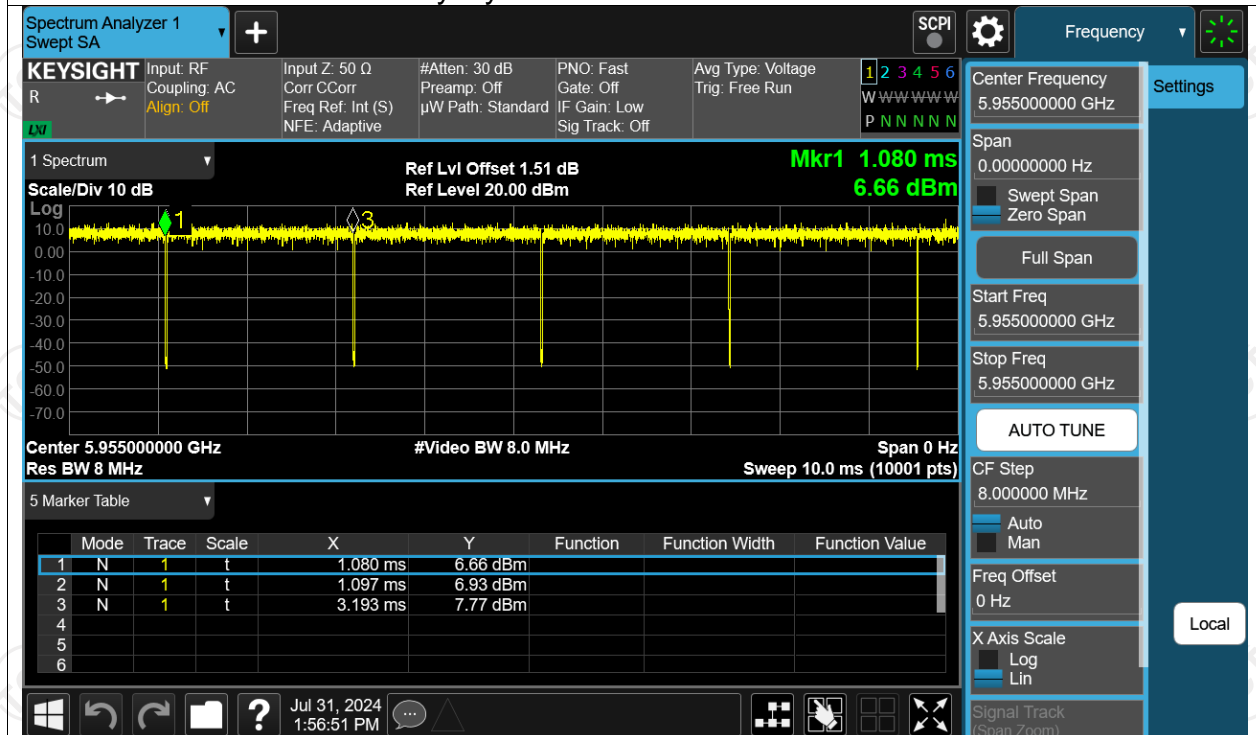 Spectrum Analyzer 1
Swept SA
+
SCPI
Frequency
KEYSIGHT
R
LXI
Input: RF
Coupling: AC
Align: Off
Input Z: 50 Ω
Corr CCorr
Freq Ref: Int (S)
NFE: Adaptive
#Atten: 30 dB
Preamp: Off
µW Path: Standard
PNO: Fast
Gate: Off
IF Gain: Low
Sig Track: Off
Avg Type: Voltage
Trig: Free Run
1 2 3 4 5 6
W W W W W W
P N N N N N
1 Spectrum
Scale/Div 10 dB
Ref Lvl Offset 1.51 dB
Ref Level 20.00 dBm
Mkr1 1.080 ms
6.66 dBm
Log
1
3
10.0
0.00
-10.0
-20.0
-30.0
-40.0
-50.0
-60.0
-70.0
Center 5.955000000 GHz
Res BW 8 MHz
#Video BW 8.0 MHz
Span 0 Hz
Sweep 10.0 ms (10001 pts)
5 Marker Table
Mode Trace Scale X Y Function Function Width Function Value
1 N 1 t 1.080 ms 6.66 dBm
2 N 1 t 1.097 ms 6.93 dBm
3 N 1 t 3.193 ms 7.77 dBm
4
5
6
?
Jul 31, 2024
1:56:51 PM
Center Frequency
5.955000000 GHz
Span
0.00000000 Hz
Swept Span
Zero Span
Full Span
Start Freq
5.955000000 GHz
Stop Freq
5.955000000 GHz
AUTO TUNE
CF Step
8.000000 MHz
Auto
Man
Freq Offset
0 Hz
X Axis Scale
Log
Lin
Signal Track
(Span Zoom)
Settings
Local